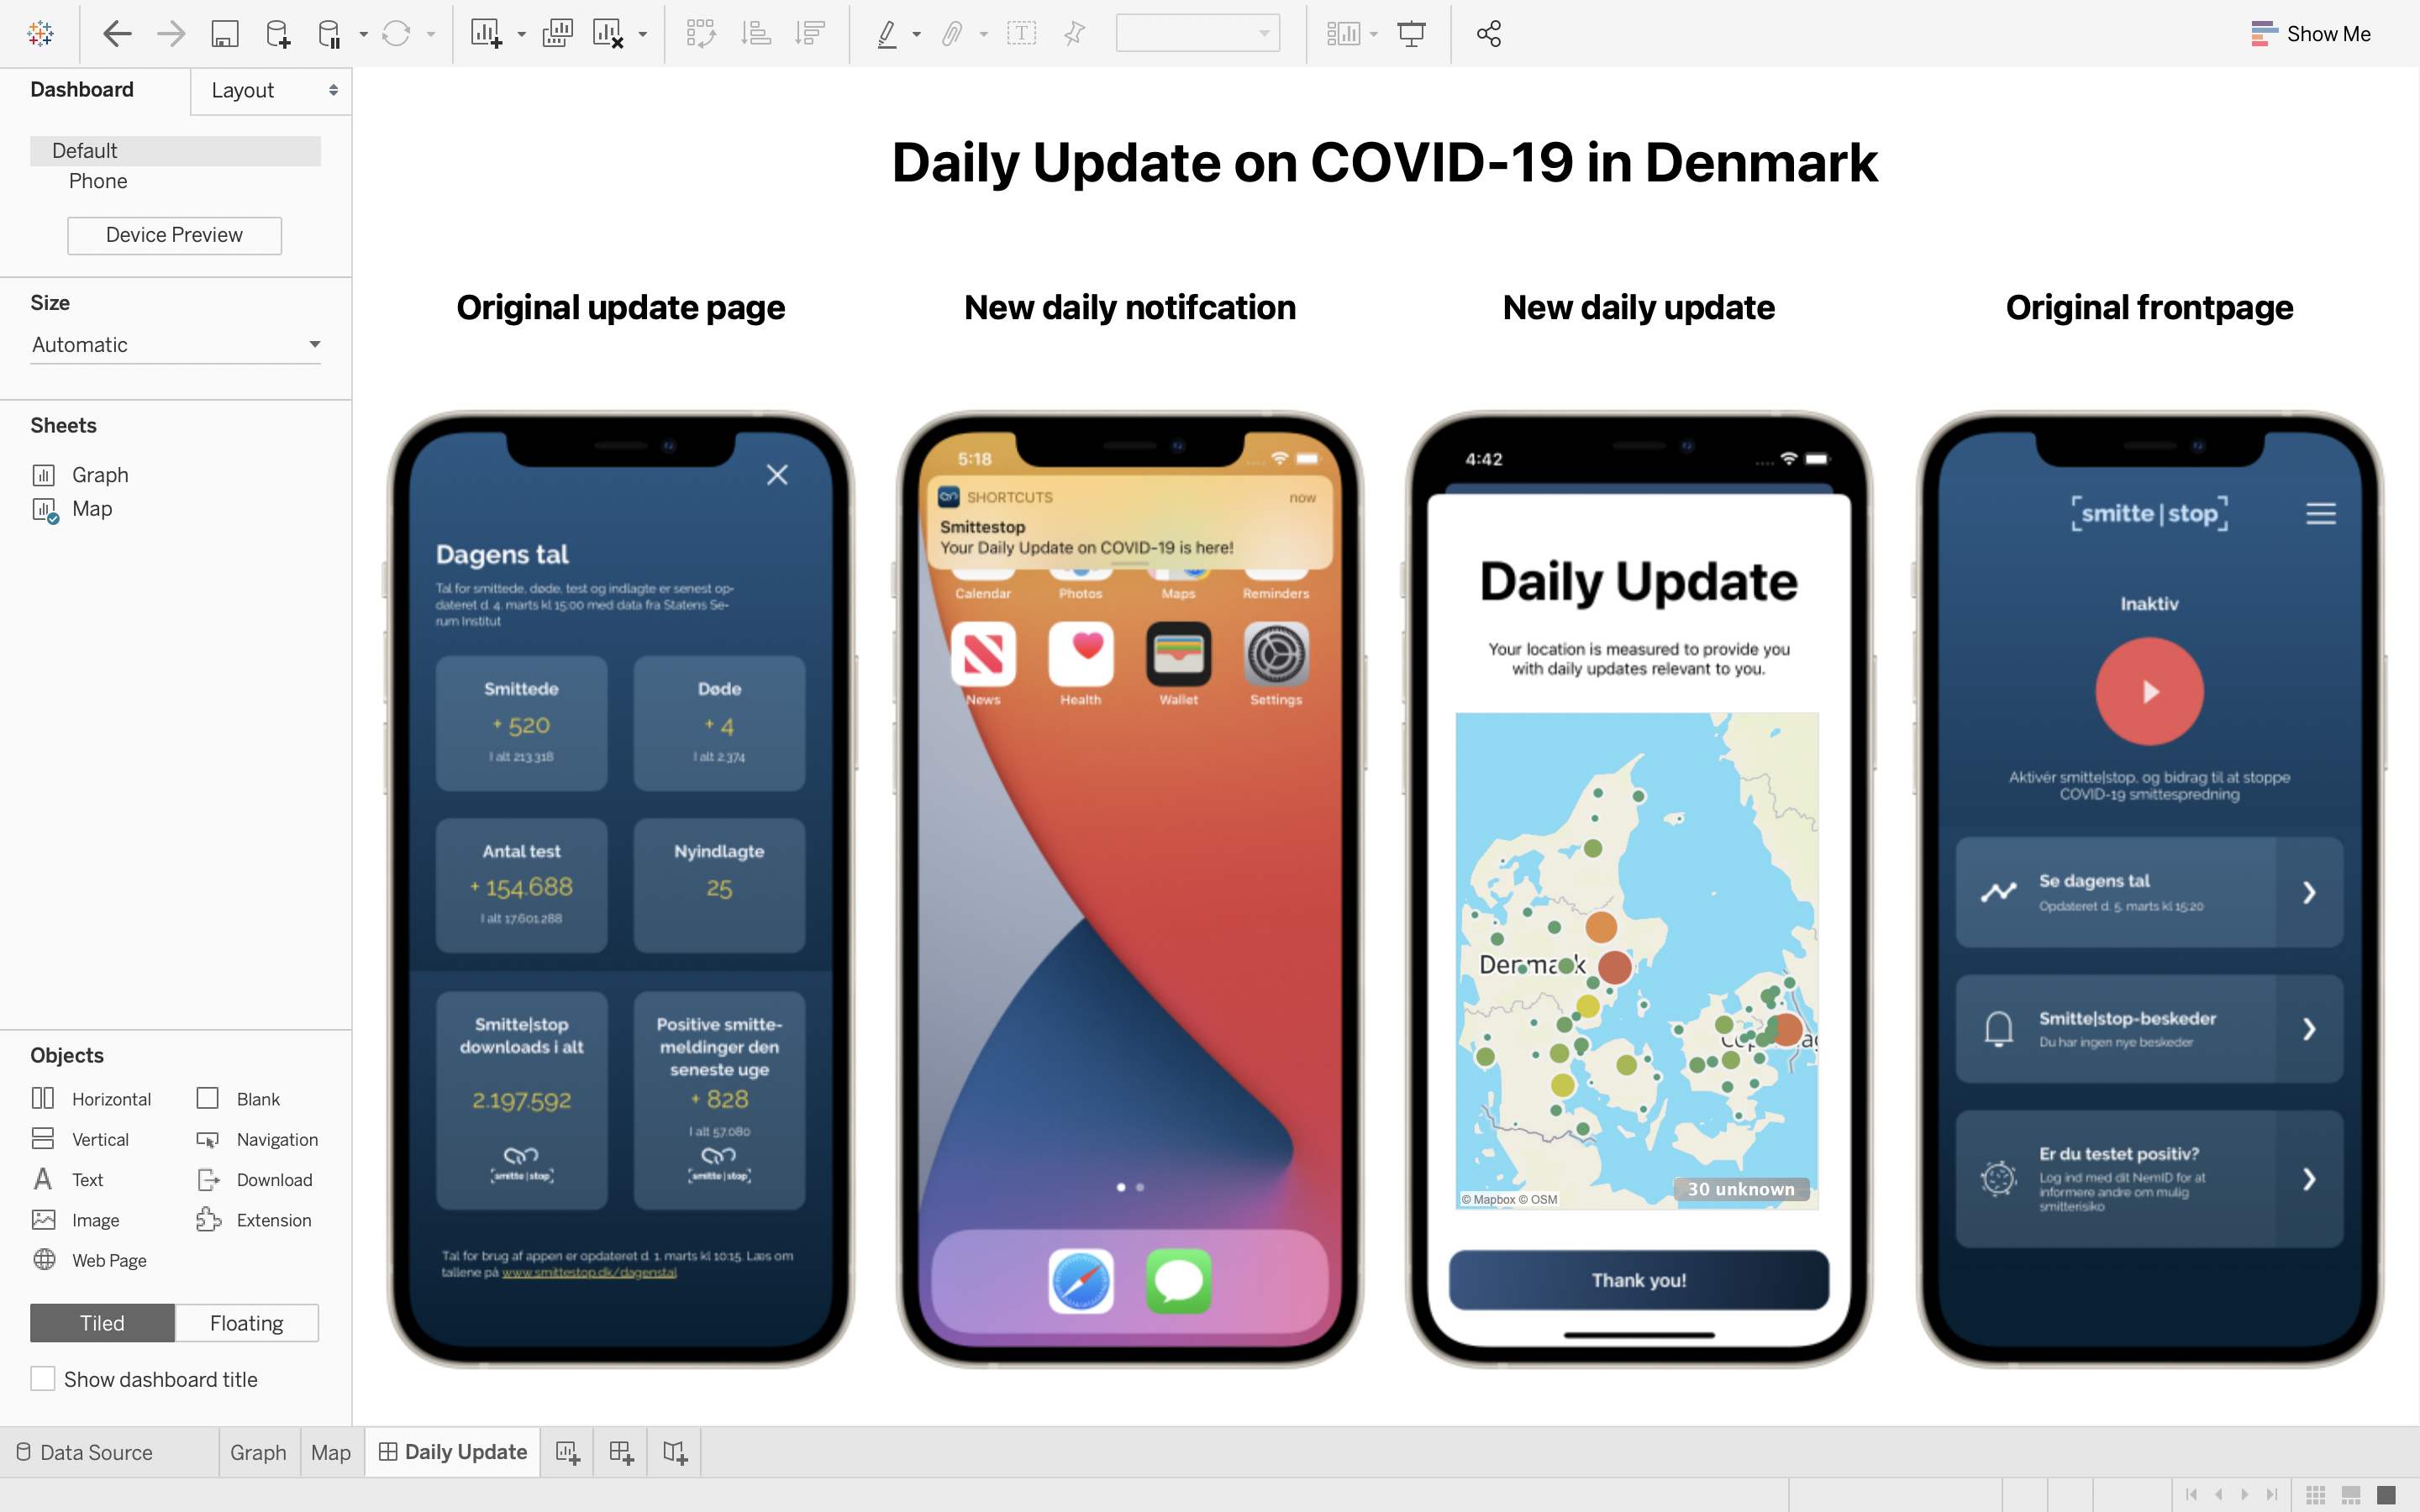 Show Me
Dashboard
Layout
Default
Phone
Device Preview
Size
Automatic
Sheets
Graph
Map
Objects
Horizontal
Blank
Vertical
Navigation
Text
Download
Image
Extension
Web Page
Tiled
Floating
Show dashboard title
Daily Update on COVID-19 in Denmark
Original update page
New daily notifcation
New daily update
Original frontpage
Dagens tal
Tal for smittede, døde, test og indlagte er senest op-
dateret d. 4. marts kl 15:00 med data fra Statens Se-
rum Institut
Smittede
+ 520
I alt 213.318
Døde
+ 4
I alt 2.374
Antal test
+ 154.688
I alt 17.601.288
Nyindlagte
25
Smitte|stop
downloads i alt
2.197.592
[smitte|stop]
Positive smitte-
meldinger den
seneste uge
+ 828
I alt 57.080
[smitte|stop]
Tal for brug af appen er opdateret d. 1. marts kl 10:15. Læs om
tallene på www.smittestop.dk/dagenstal
5:18
SHORTCUTS
now
Smittestop
Your Daily Update on COVID-19 is here!
Calendar
Photos
Maps
Reminders
News
Health
Wallet
Settings
4:42
Daily Update
Your location is measured to provide you
with daily updates relevant to you.
Denmark
© Mapbox © OSM
30 unknown
Thank you!
[smitte|stop]
Inaktiv
Aktivér smitte|stop, og bidrag til at stoppe
COVID-19 smittespredning
Se dagens tal
Opdateret d. 5. marts kl 15:20
Smitte|stop-beskeder
Du har ingen nye beskeder
Er du testet positiv?
Log ind med dit NemID for at
informere andre om mulig
smitterisiko
Data Source
Graph
Map
Daily Update